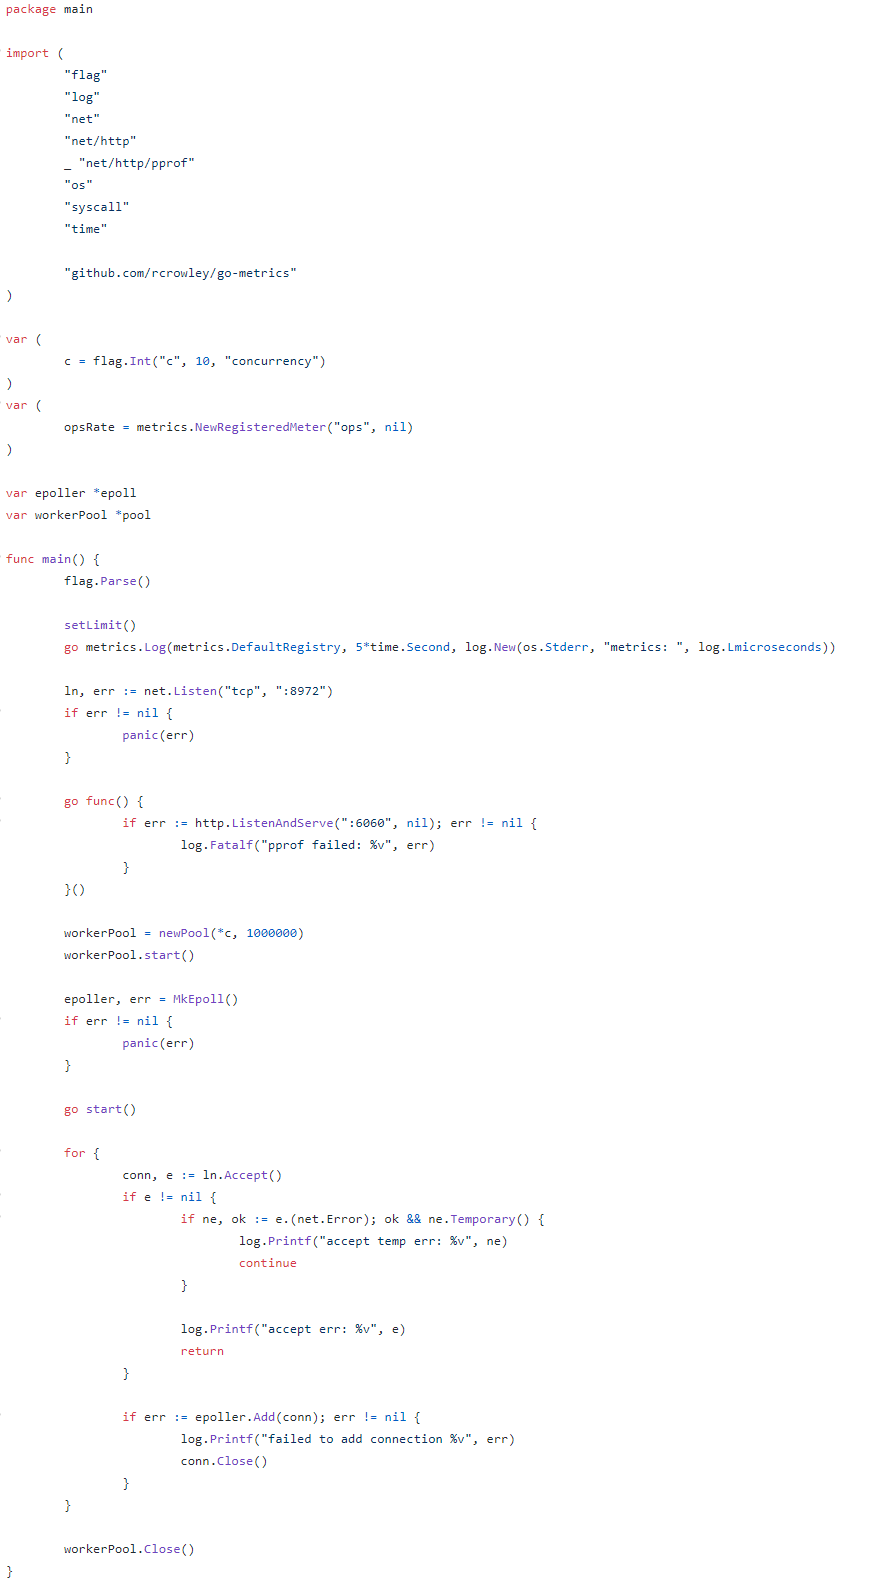 package main

import (
	"flag"
	"log"
	"net"
	"net/http"
	_ "net/http/pprof"
	"os"
	"syscall"
	"time"

	"github.com/rcrowley/go-metrics"
)

var (
	c = flag.Int("c", 10, "concurrency")
)
var (
	opsRate = metrics.NewRegisteredMeter("ops", nil)
)

var epoller *epoll
var workerPool *pool

func main() {
	flag.Parse()

	setLimit()
	go metrics.Log(metrics.DefaultRegistry, 5*time.Second, log.New(os.Stderr, "metrics: ", log.Lmicroseconds))

	ln, err := net.Listen("tcp", ":8972")
	if err != nil {
		panic(err)
	}

	go func() {
		if err := http.ListenAndServe(":6060", nil); err != nil {
			log.Fatalf("pprof failed: %v", err)
		}
	}()

	workerPool = newPool(*c, 1000000)
	workerPool.start()

	epoller, err = MkEpoll()
	if err != nil {
		panic(err)
	}

	go start()

	for {
		conn, e := ln.Accept()
		if e != nil {
			if ne, ok := e.(net.Error); ok && ne.Temporary() {
				log.Printf("accept temp err: %v", ne)
				continue
			}

			log.Printf("accept err: %v", e)
			return
		}

		if err := epoller.Add(conn); err != nil {
			log.Printf("failed to add connection %v", err)
			conn.Close()
		}
	}

	workerPool.Close()
}